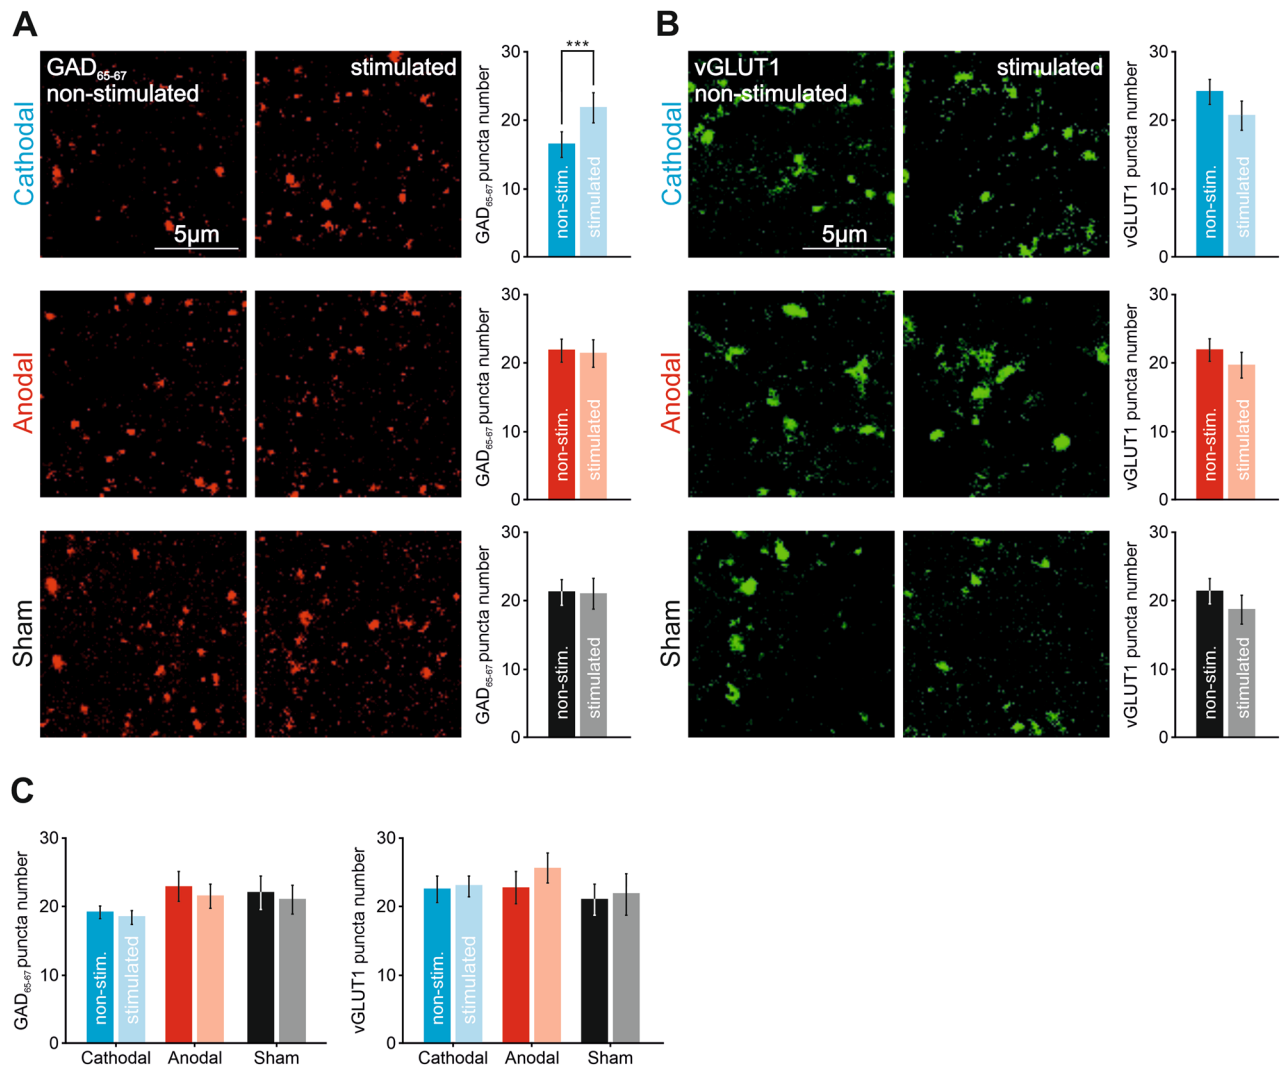 A
Cathodal
GAD65-67
non-stimulated
5µm
stimulated
GAD65-67 puncta number
30
20
10
0
***
non-stim.
stimulated
Anodal
GAD65-67 puncta number
30
20
10
0
non-stim.
stimulated
Sham
GAD65-67 puncta number
30
20
10
0
non-stim.
stimulated
B
Cathodal
vGLUT1
non-stimulated
5µm
stimulated
vGLUT1 puncta number
30
20
10
0
non-stim.
stimulated
Anodal
vGLUT1 puncta number
30
20
10
0
non-stim.
stimulated
Sham
vGLUT1 puncta number
30
20
10
0
non-stim.
stimulated
C
GAD65-67 puncta number
30
20
10
0
non-stim.
stimulated
Cathodal Anodal Sham
vGLUT1 puncta number
30
20
10
0
non-stim.
stimulated
Cathodal Anodal Sham